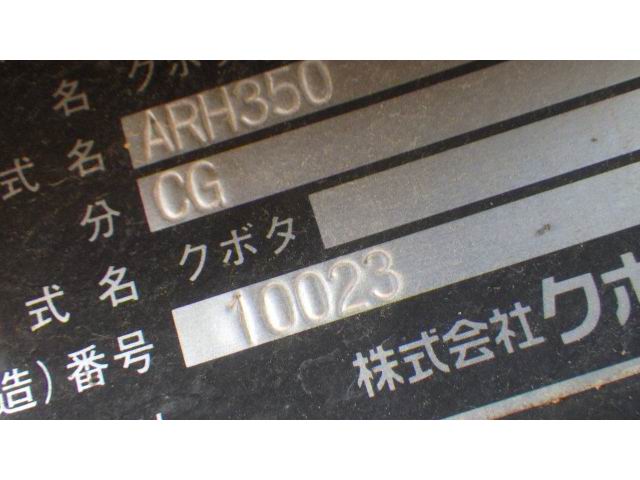 名 クボタ
式名 ARH350
分 CG
式名 クボタ
造)番号 10023
株式会社クボ